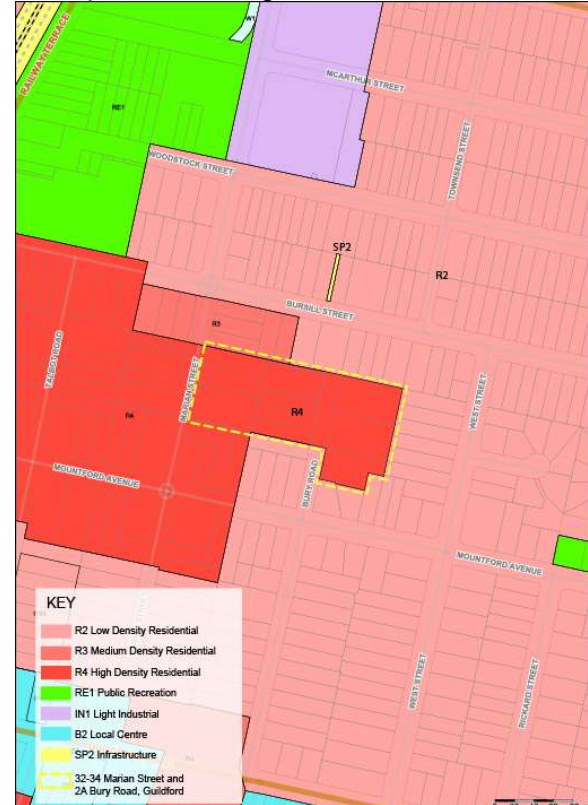 W1
RAILWAY TERRACE
RE1
MCARTHUR STREET
WOODSTOCK STREET
TOWNSEND STREET
SP2
R2
BURSILL STREET
R3
TALBOT ROAD
MARIAN STREET
WEST STREET
R4
R4
BURY ROAD
MOUNTFORD AVENUE
MOUNTFORD AVENUE
KEY
R2 Low Density Residential
R3 Medium Density Residential
R4 High Density Residential
RE1 Public Recreation
IN1 Light Industrial
B2 Local Centre
SP2 Infrastructure
32-34 Marian Street and
2A Bury Road, Guildford
WEST STREET
RICKARD STREET